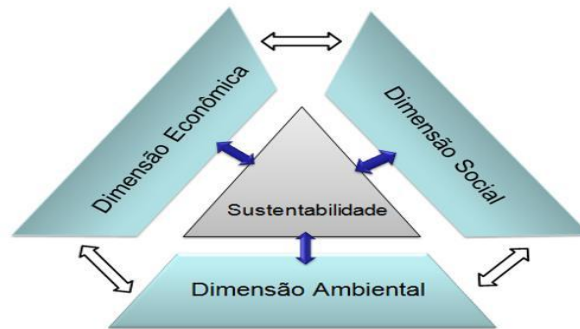 Dimensão Econômica
Dimensão Social
Sustentabilidade
Dimensão Ambiental